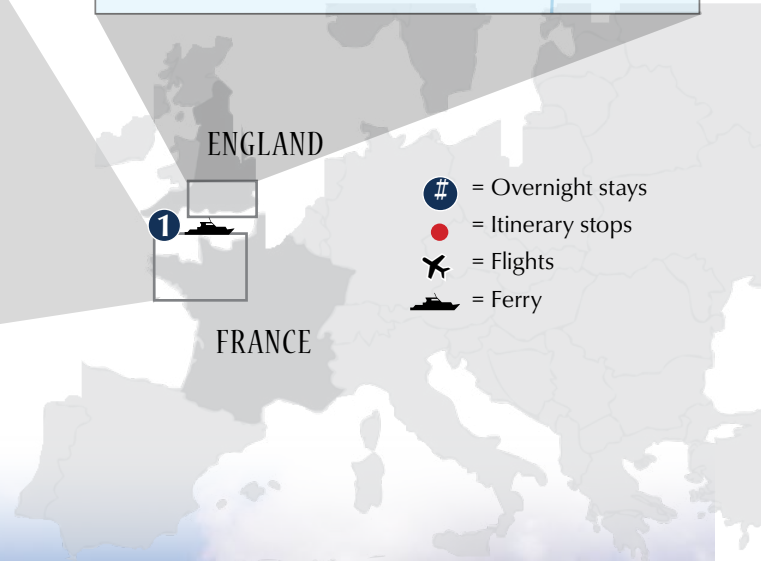 ENGLAND
# = Overnight stays
1 = Itinerary stops
= Flights
= Ferry
FRANCE